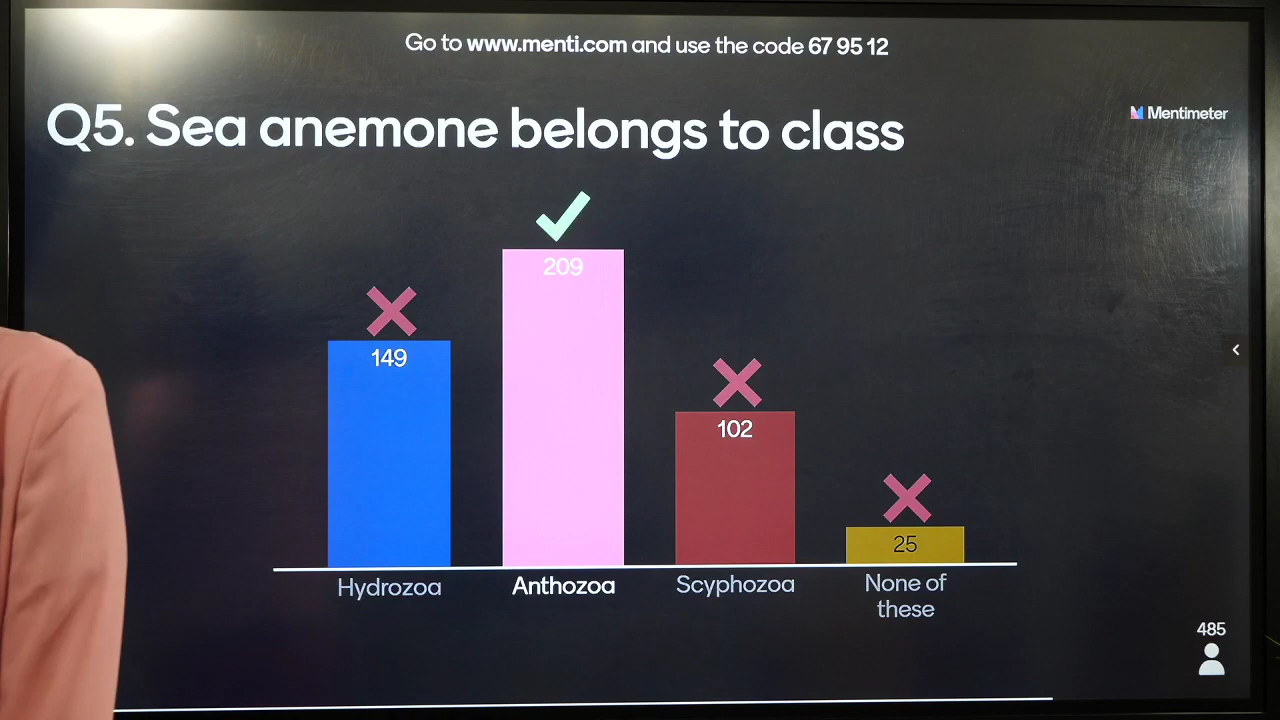 Go to www.menti.com and use the code 67 95 12
Q5. Sea anemone belongs to class
Mentimeter
149
209
102
25
Hydrozoa
Anthozoa
Scyphozoa
None of
these
485